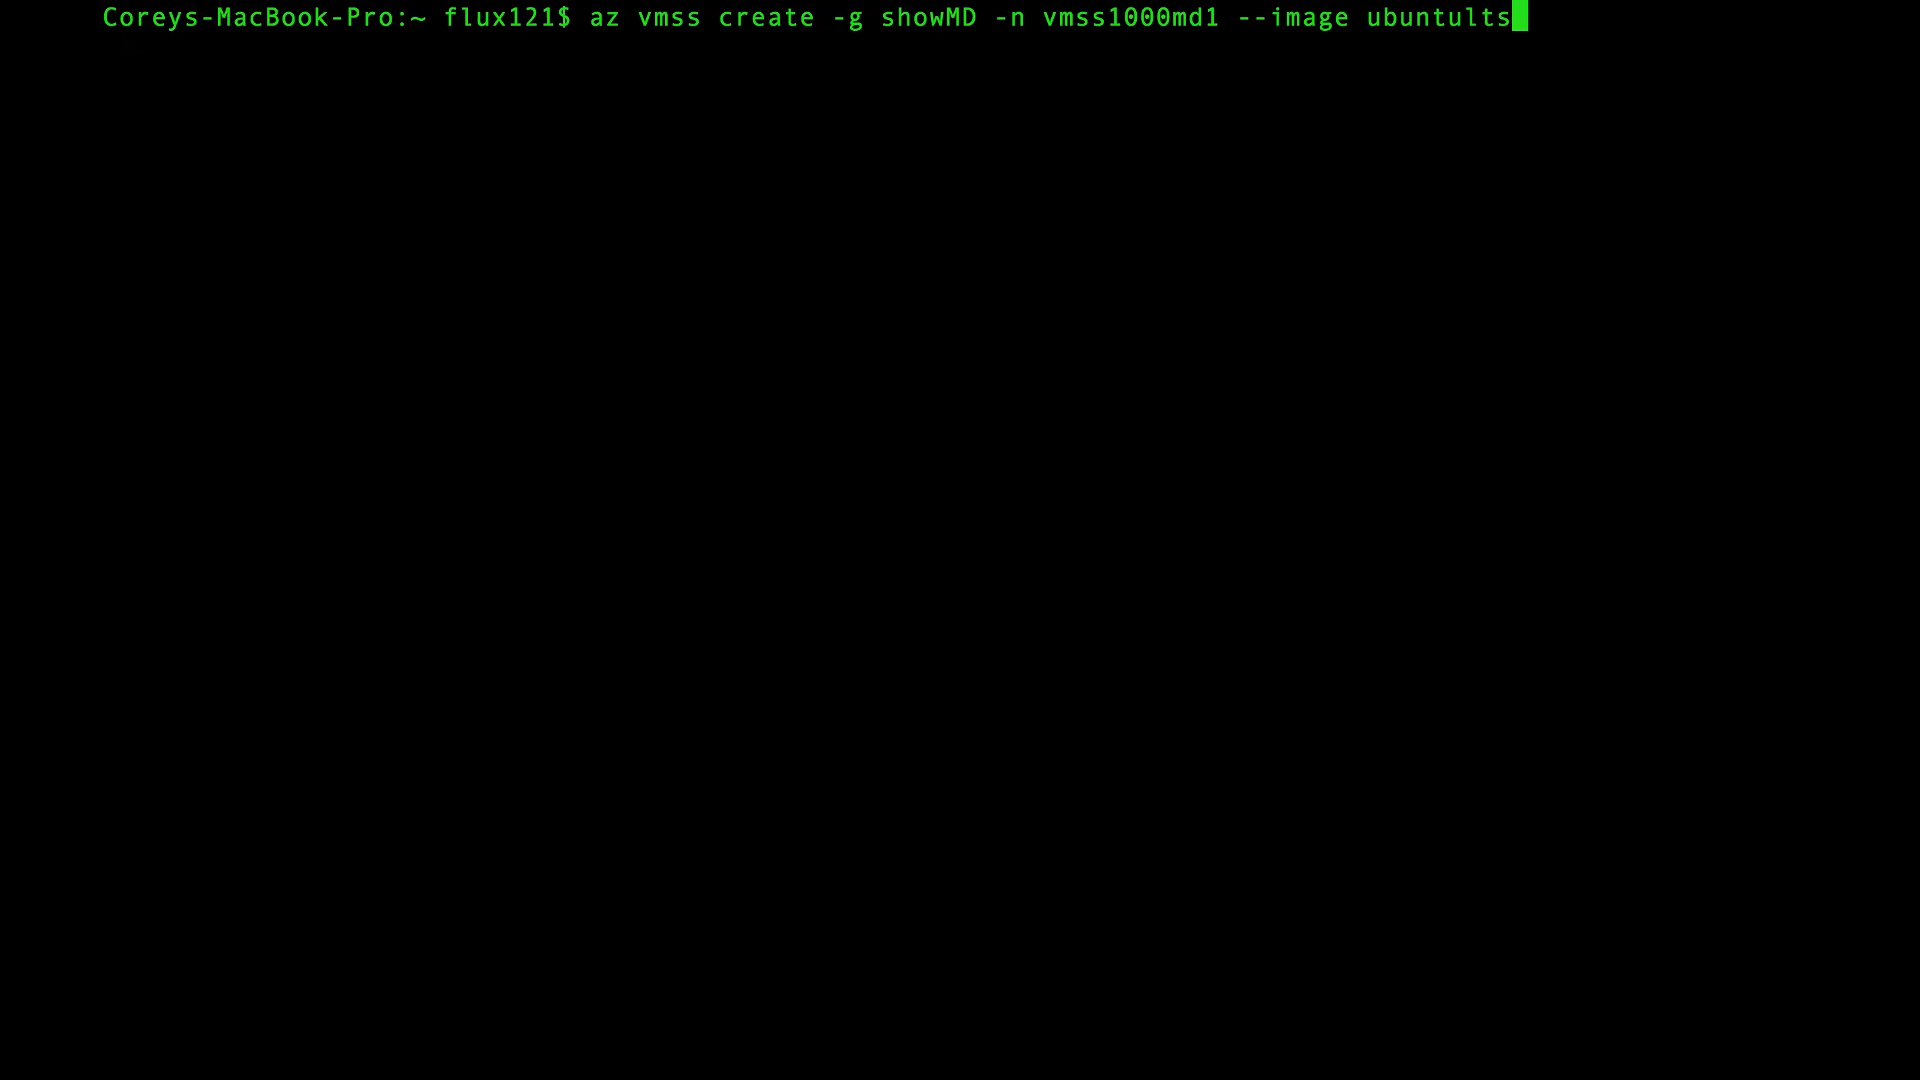 Coreys-MacBook-Pro:~ flux121$ az vmss create -g showMD -n vmss1000md1 --image ubuntults